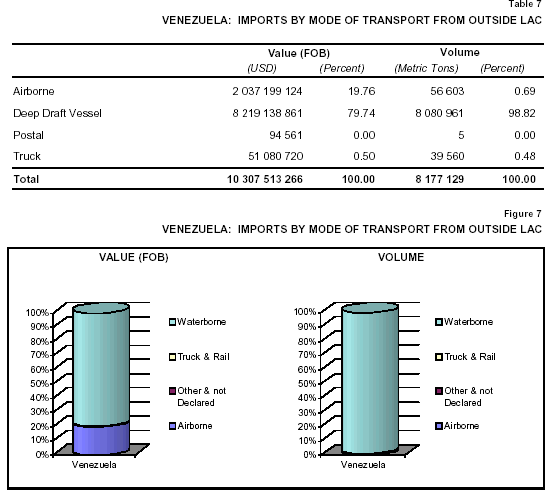 Table 7
VENEZUELA: IMPORTS BY MODE OF TRANSPORT FROM OUTSIDE LAC
Value (FOB) Volume
(USD) (Percent) (Metric Tons) (Percent)
Airborne 2 037 199 124 19.76 56 603 0.69
Deep Draft Vessel 8 219 138 861 79.74 8 080 961 98.82
Postal 94 561 0.00 5 0.00
Truck 51 080 720 0.50 39 560 0.48
Total 10 307 513 266 100.00 8 177 129 100.00
Figure 7
VENEZUELA: IMPORTS BY MODE OF TRANSPORT FROM OUTSIDE LAC
VALUE (FOB)
100%
90%
80%
70%
60%
50%
40%
30%
20%
10%
0%
Venezuela
Waterborne
Truck & Rail
Other & not
Declared
Airborne
VOLUME
100%
90%
80%
70%
60%
50%
40%
30%
20%
10%
0%
Venezuela
Waterborne
Truck & Rail
Other & not
Declared
Airborne